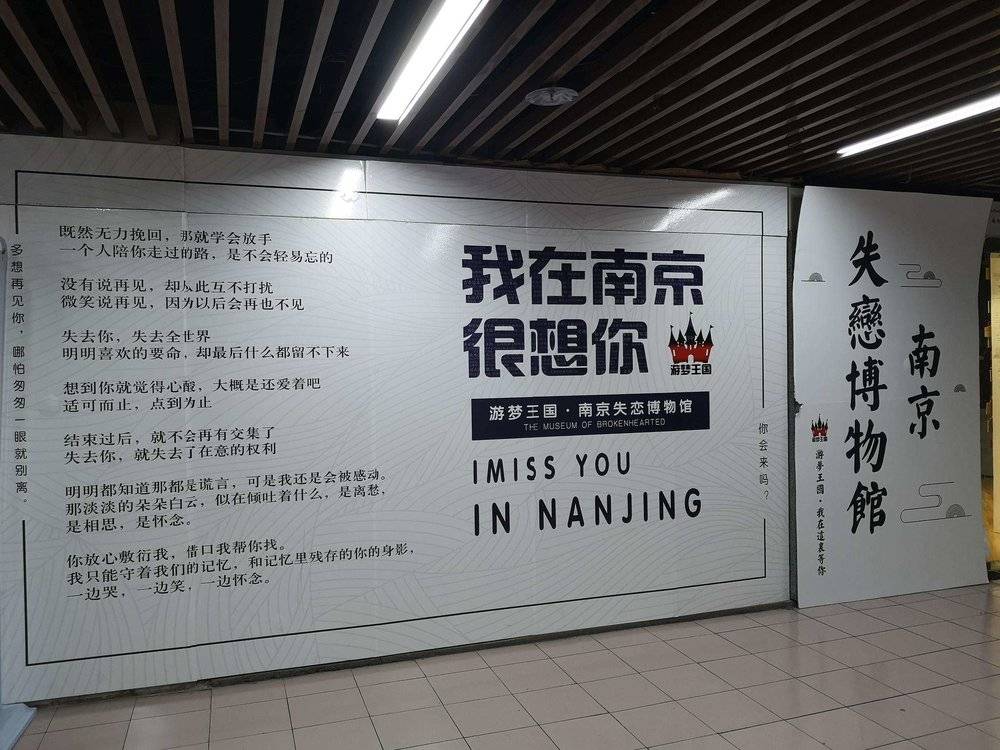 多想再见你，哪怕匆匆一眼就别离。
既然无力挽回，那就学会放手
一个人陪你走过的路，是不会轻易忘的
没有说再见，却从此互不打扰
微笑说再见，因为以后会再也不见
失去你，失去全世界
明明喜欢的要命，却最后什么都留不下来
想到你就觉得心酸，大概是还爱着吧
适可而止，点到为止
结束过后，就不会再有交集了
失去你，就失去了在意的权利
明明都知道那都是谎言，可是我还是会被感动。
那淡淡的朵朵白云，似在倾吐着什么，是离愁，
是相思，是怀念。
你放心敷衍我，借口我帮你找。
我只能守着我们的记忆，和记忆里残存的你的身影，
一边哭，一边笑，一边怀念。
我在南京
很想你
游梦王国
游梦王国·南京失恋博物馆
THE MUSEUM OF BROKENHEARTED
IMISS YOU
IN NANJING
你会来吗？
南京
失戀博物館
游梦王国
游夢王国·我在這裏等你